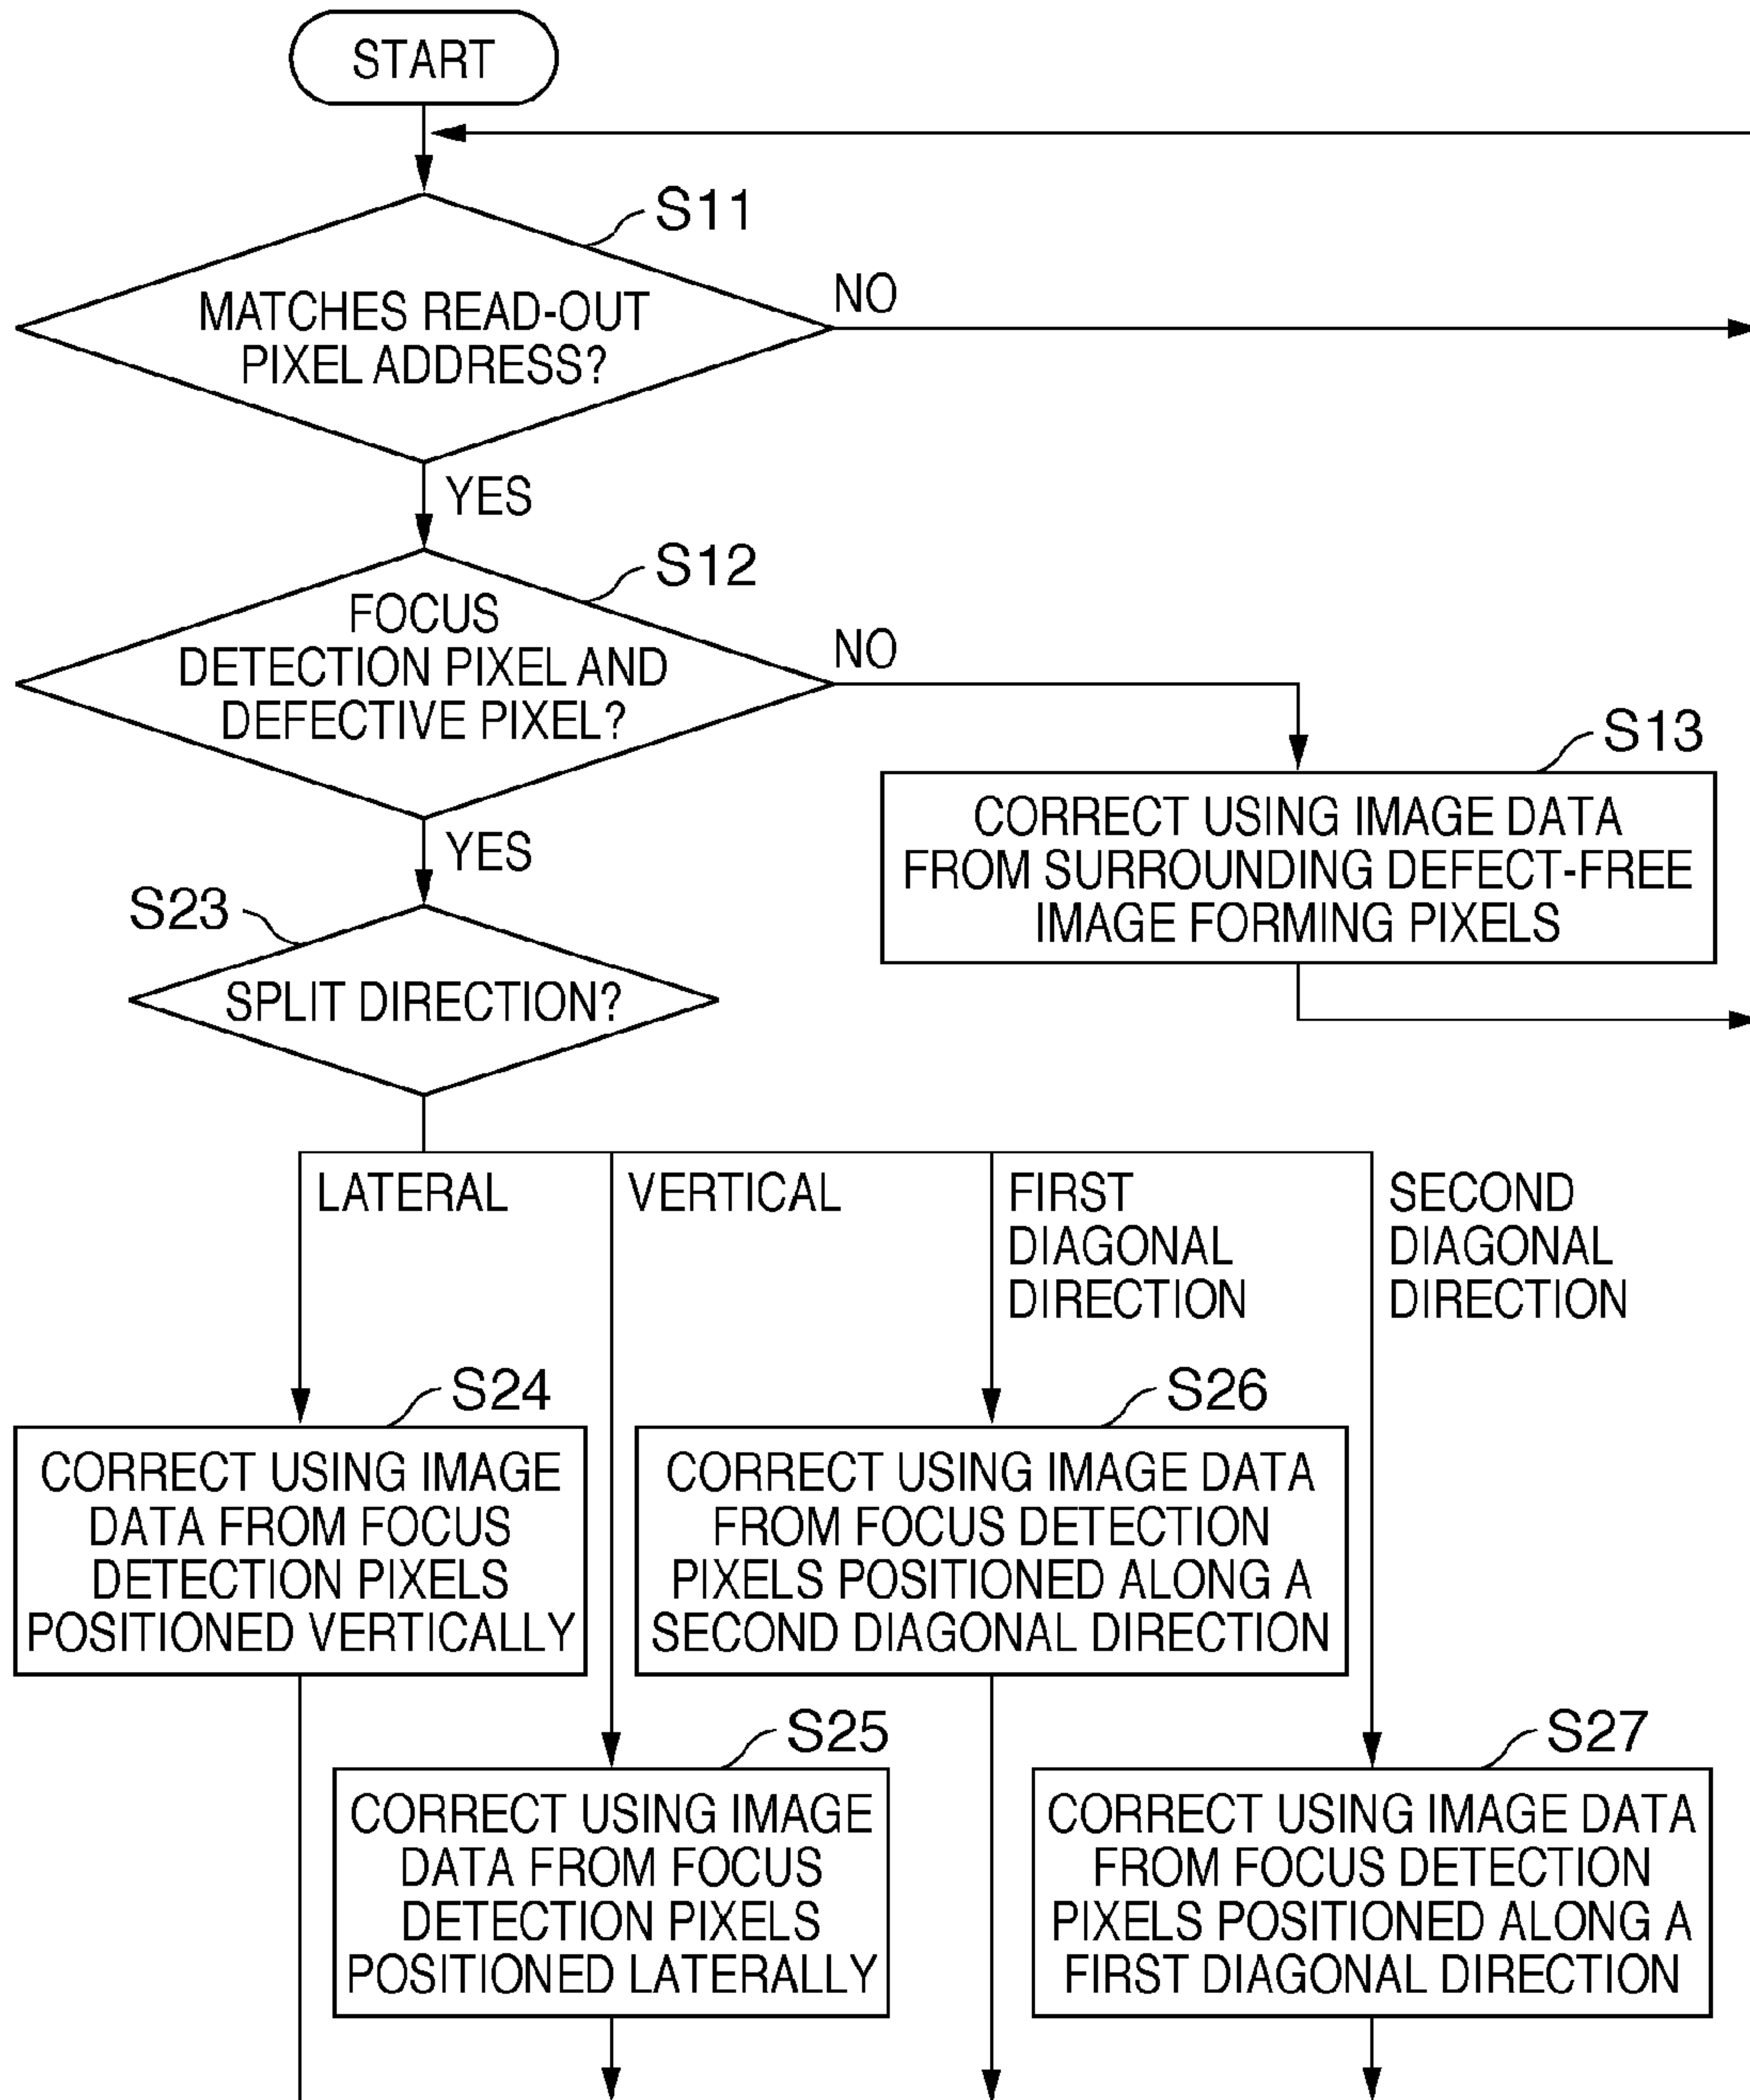 START
S11
MATCHES READ-OUT
PIXEL ADDRESS?
NO
YES
S12
FOCUS
DETECTION PIXEL AND
DEFECTIVE PIXEL?
NO
S13
CORRECT USING IMAGE DATA
FROM SURROUNDING DEFECT-FREE
IMAGE FORMING PIXELS
YES
S23
SPLIT DIRECTION?
LATERAL
VERTICAL
FIRST
DIAGONAL
DIRECTION
SECOND
DIAGONAL
DIRECTION
S24
CORRECT USING IMAGE
DATA FROM FOCUS
DETECTION PIXELS
POSITIONED VERTICALLY
S26
CORRECT USING IMAGE DATA
FROM FOCUS DETECTION
PIXELS POSITIONED ALONG A
SECOND DIAGONAL DIRECTION
S25
CORRECT USING IMAGE
DATA FROM FOCUS
DETECTION PIXELS
POSITIONED LATERALLY
S27
CORRECT USING IMAGE DATA
FROM FOCUS DETECTION
PIXELS POSITIONED ALONG A
FIRST DIAGONAL DIRECTION